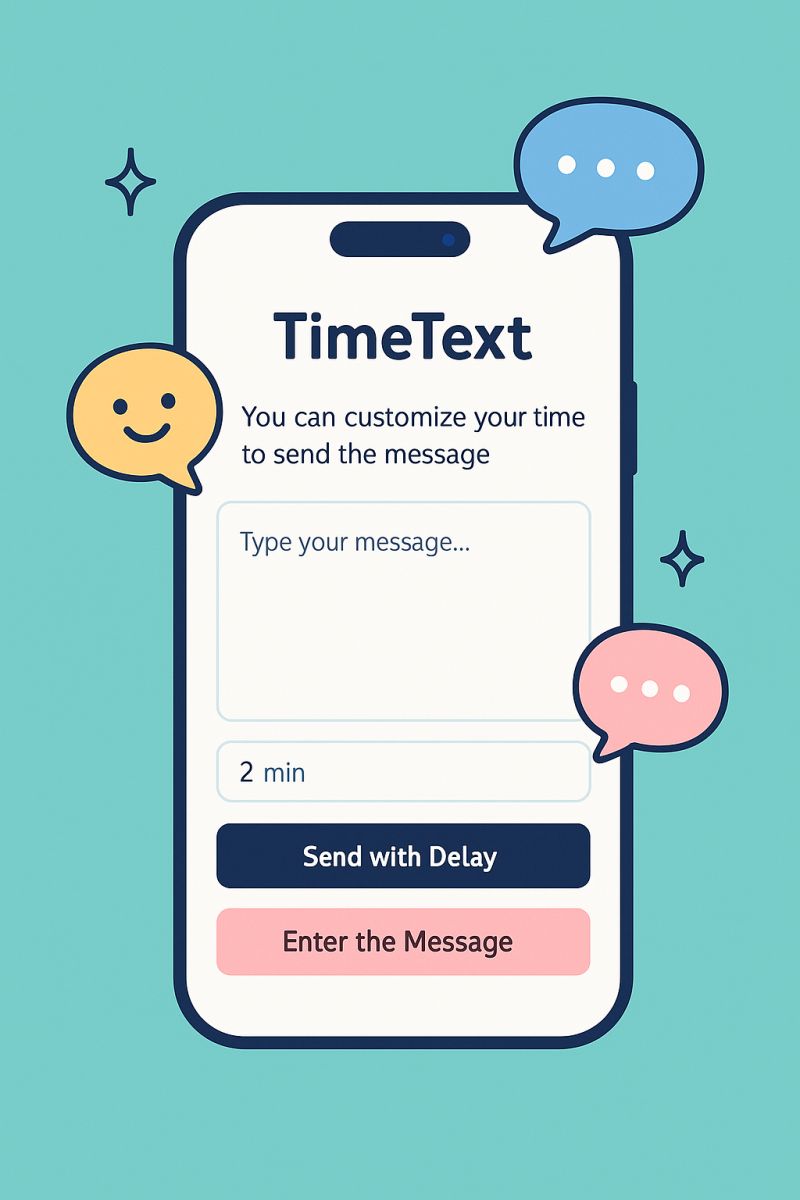 TimeText
You can customize your time
to send the message
Type your message...
2 min
Send with Delay
Enter the Message